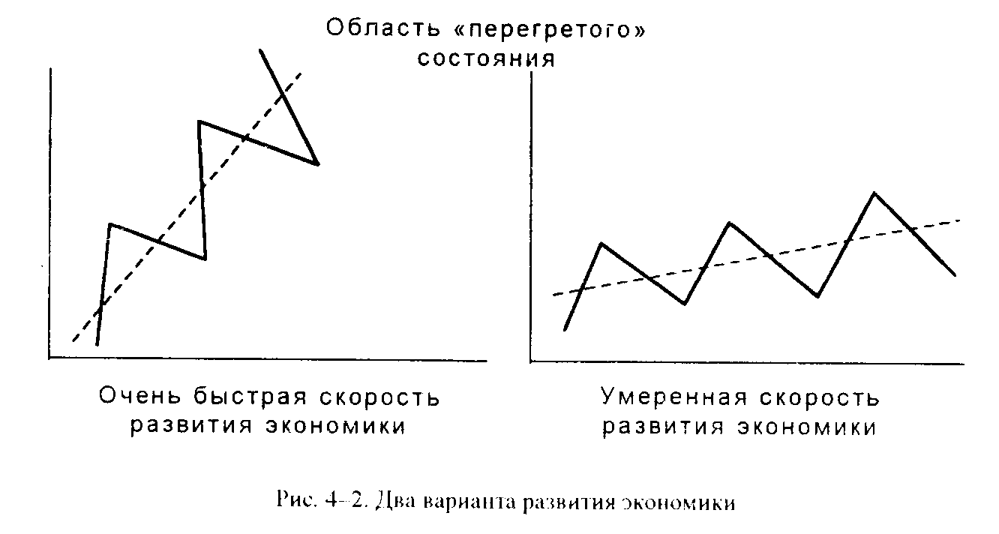 Область «перегретого»
состояния
Очень быстрая скорость
развития экономики
Умеренная скорость
развития экономики
Рис. 4–2. Два варианта развития экономики